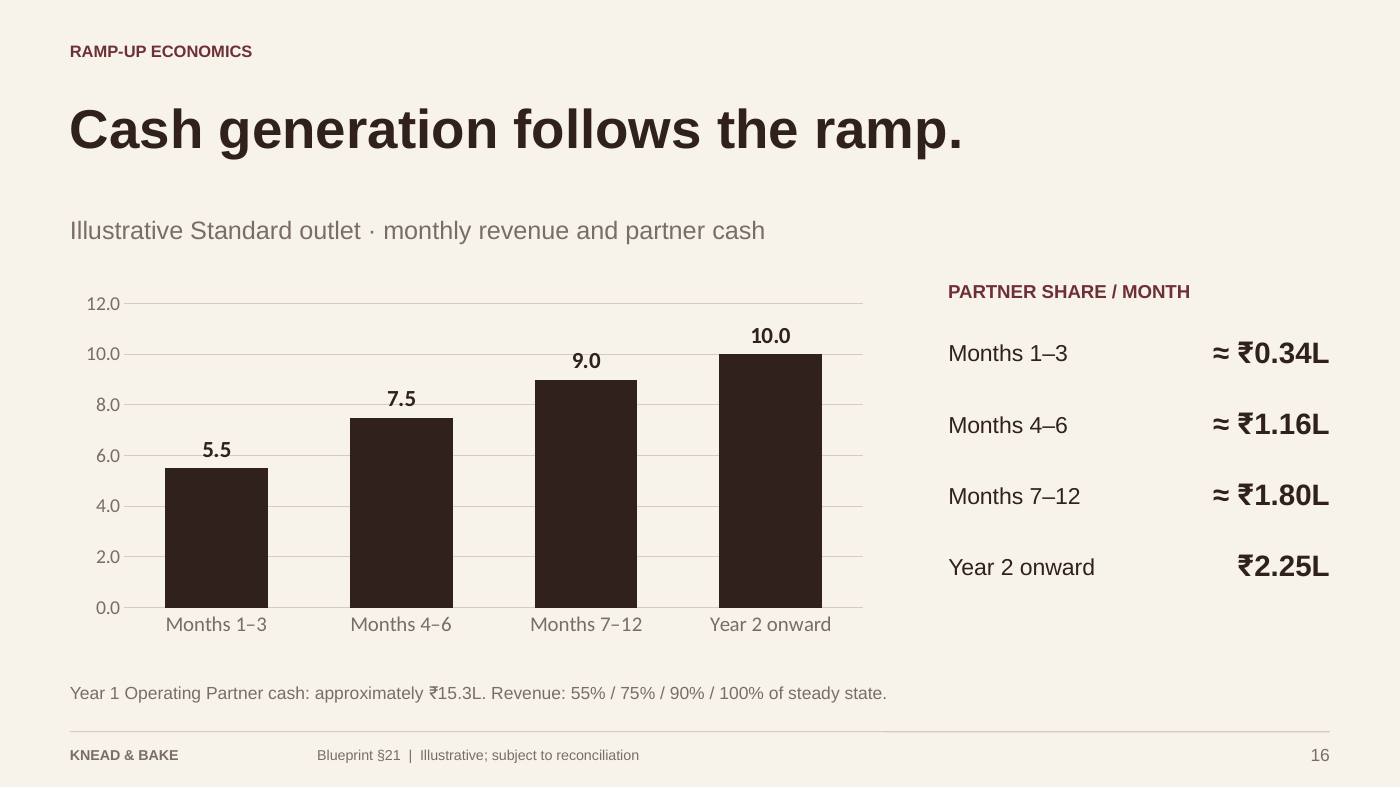 RAMP-UP ECONOMICS
Cash generation follows the ramp.
Illustrative Standard outlet · monthly revenue and partner cash
12.0
10.0
8.0
6.0
4.0
2.0
0.0
5.5
7.5
9.0
10.0
Months 1–3
Months 4–6
Months 7–12
Year 2 onward
PARTNER SHARE / MONTH
Months 1–3 ≈ ₹0.34L
Months 4–6 ≈ ₹1.16L
Months 7–12 ≈ ₹1.80L
Year 2 onward ₹2.25L
Year 1 Operating Partner cash: approximately ₹15.3L. Revenue: 55% / 75% / 90% / 100% of steady state.
KNEAD & BAKE Blueprint §21 | Illustrative; subject to reconciliation 16